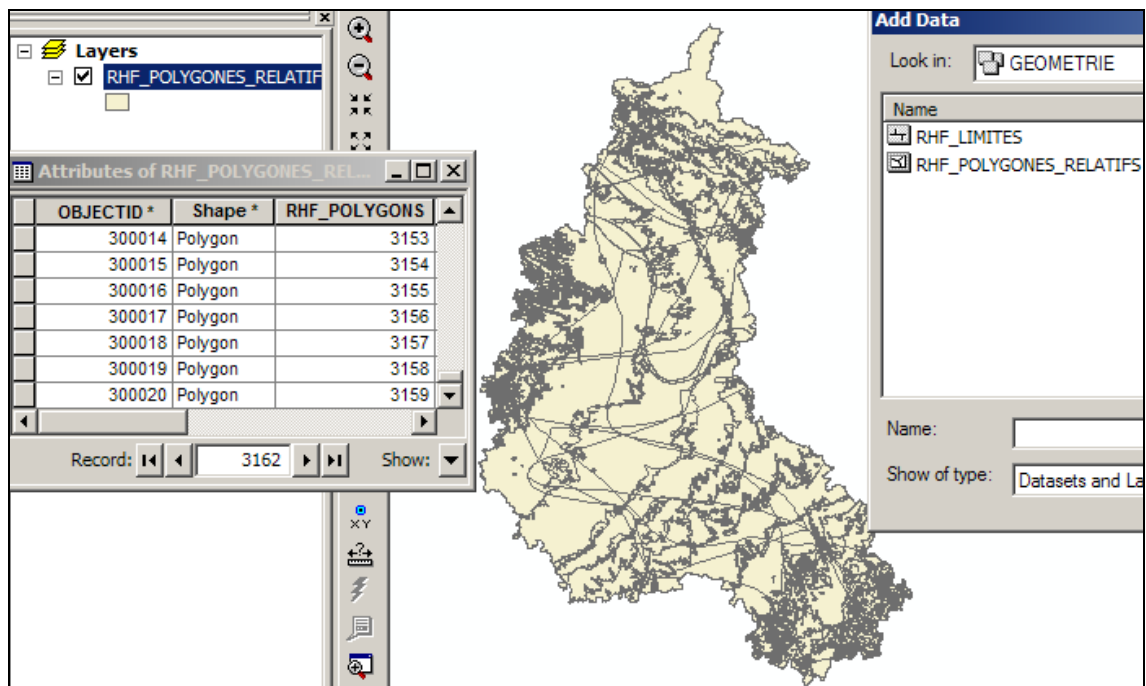 Layers
RHF_POLYGONES_RELATIF
Attributes of RHF_POLYGONES_REL...
OBJECTID * Shape * RHF_POLYGONS
300014 Polygon 3153
300015 Polygon 3154
300016 Polygon 3155
300017 Polygon 3156
300018 Polygon 3157
300019 Polygon 3158
300020 Polygon 3159
Record: 3162 Show:
XY
Add Data
Look in: GEOMETRIE
Name
RHF_LIMITES
RHF_POLYGONES_RELATIFS
Name:
Show of type: Datasets and La